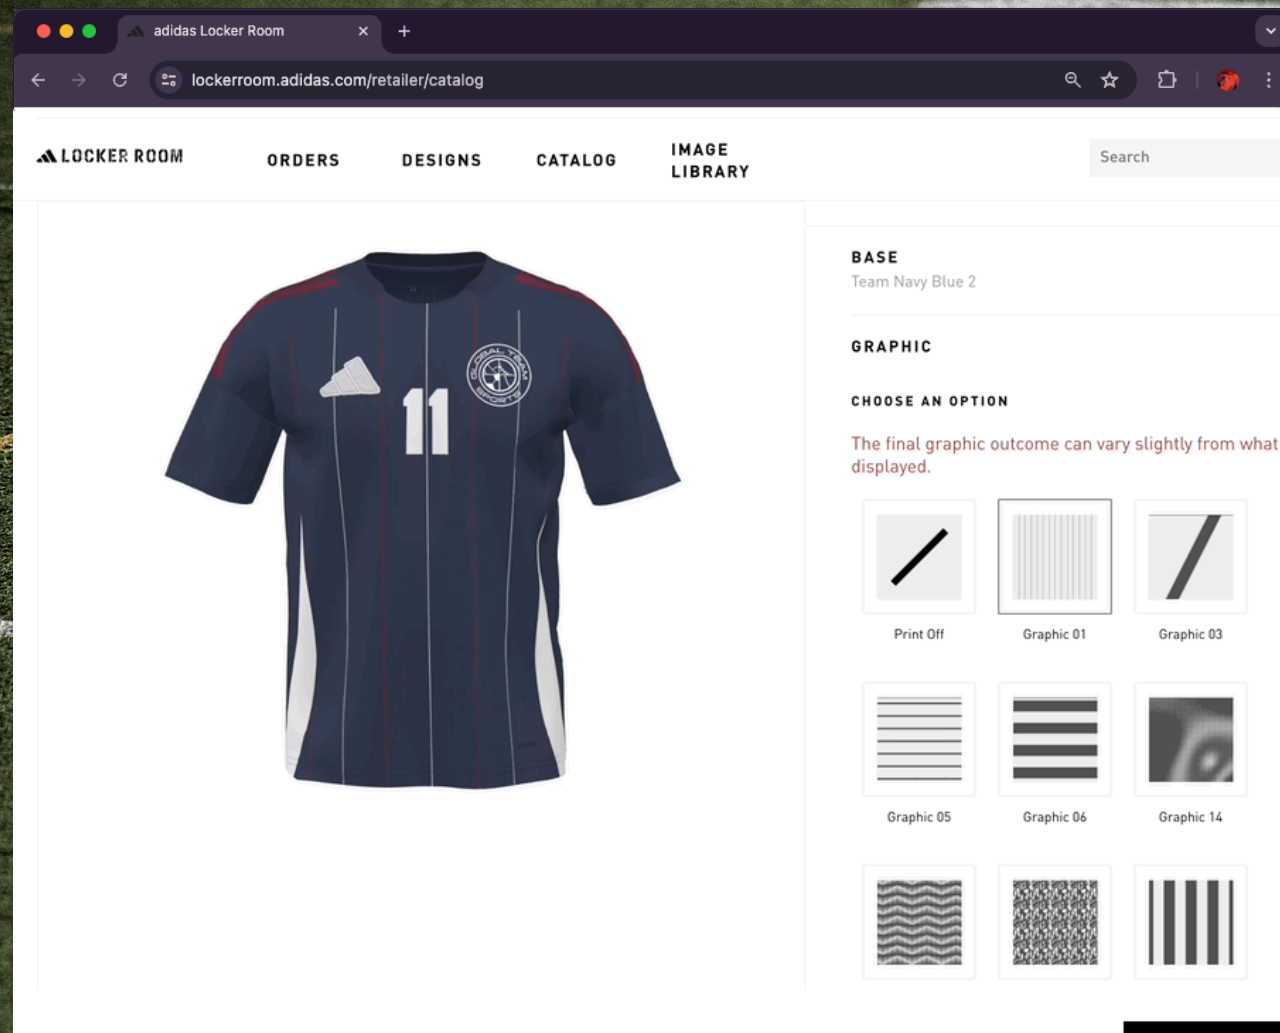 adidas Locker Room
lockerroom.adidas.com/retailer/catalog
LOCKER ROOM
ORDERS
DESIGNS
CATALOG
IMAGE
LIBRARY
Search
BASE
Team Navy Blue 2
GRAPHIC
CHOOSE AN OPTION
The final graphic outcome can vary slightly from what
displayed.
GLOBAL TEAM
SPORTS
11
Print Off
Graphic 01
Graphic 03
Graphic 05
Graphic 06
Graphic 14